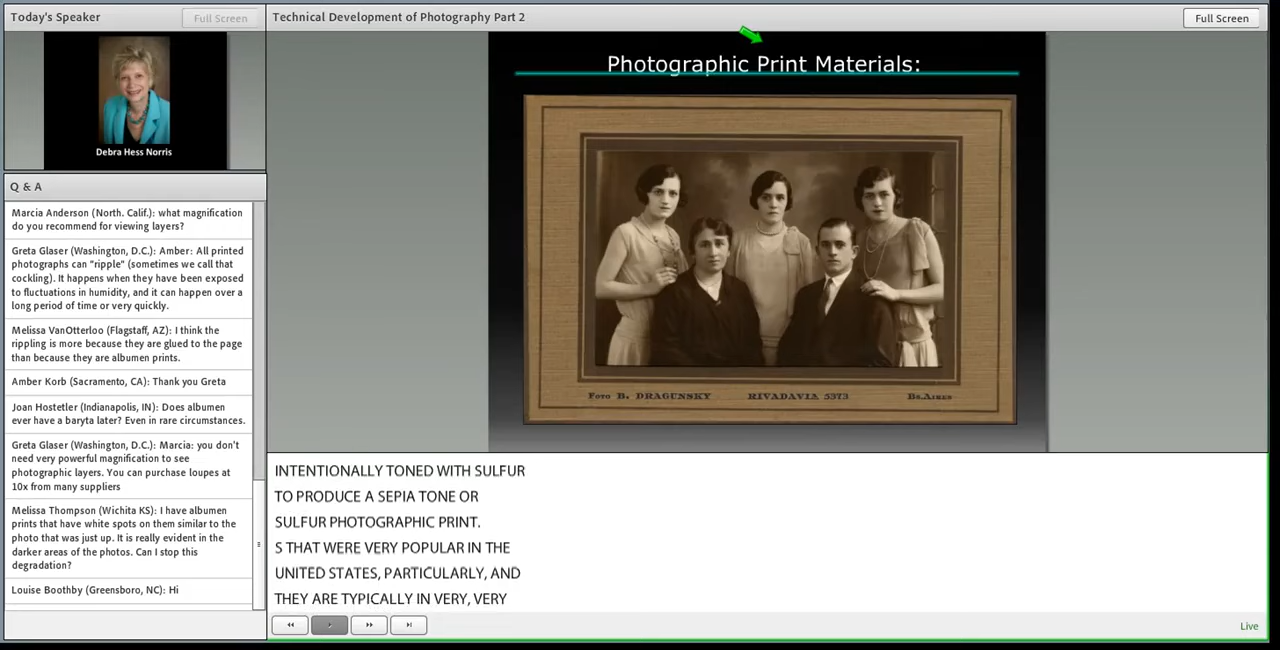 Today's Speaker
Full Screen
Technical Development of Photography Part 2
Full Screen
Debra Hess Norris
Q & A
Marcia Anderson (North. Calif.): what magnification
do you recommend for viewing layers?
Greta Glaser (Washington, D.C.): Amber: All printed
photographs can "ripple" (sometimes we call that
cockling). It happens when they have been exposed
to fluctuations in humidity, and it can happen over a
long period of time or very quickly.
Melissa VanOtterloo (Flagstaff, AZ): I think the
rippling is more because they are glued to the page
than because they are albumen prints.
Amber Korb (Sacramento, CA): Thank you Greta
Joan Hostetler (Indianapolis, IN): Does albumen
ever have a baryta later? Even in rare circumstances.
Greta Glaser (Washington, D.C.): Marcia: you don't
need very powerful magnification to see
photographic layers. You can purchase loupes at
10x from many suppliers
Melissa Thompson (Wichita KS): I have albumen
prints that have white spots on them similar to the
photo that was just up. It is really evident in the
darker areas of the photos. Can I stop this
degradation?
Louise Boothby (Greensboro, NC): Hi
Photographic Print Materials:
FOTO B. DRAGUNSKY RIVADAVIA 5373 BS.AIRES
INTENTIONALLY TONED WITH SULFUR
TO PRODUCE A SEPIA TONE OR
SULFUR PHOTOGRAPHIC PRINT.
S THAT WERE VERY POPULAR IN THE
UNITED STATES, PARTICULARLY, AND
THEY ARE TYPICALLY IN VERY, VERY
Live